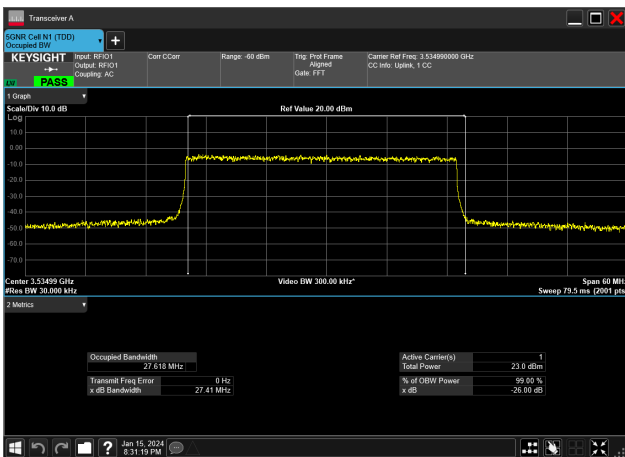 Transceiver A
5GNR Cell N1 (TDD)
Occupied BW
KEYSIGHT
LV PASS
Input: RFIO1
Output: RFIO1
Coupling: AC
Corr CCorr
Range: -60 dBm
Trig: Prot Frame
Aligned
Gate: FFT
Carrier Ref Freq: 3.534990000 GHz
CC Info: Uplink, 1 CC
1 Graph
Scale/Div 10.0 dB
Ref Value 20.00 dBm
Log
10.0
0.00
-10.0
-20.0
-30.0
-40.0
-50.0
-60.0
-70.0
Center 3.53499 GHz
Video BW 300.00 kHz*
Span 60 MHz
#Res BW 30.000 kHz
Sweep 79.5 ms (2001 pts
2 Metrics
Occupied Bandwidth
27.618 MHz
Transmit Freq Error 0 Hz
x dB Bandwidth 27.41 MHz
Active Carrier(s) 1
Total Power 23.0 dBm
% of OBW Power 99.00 %
x dB -26.00 dB
Jan 15, 2024
8:31:19 PM